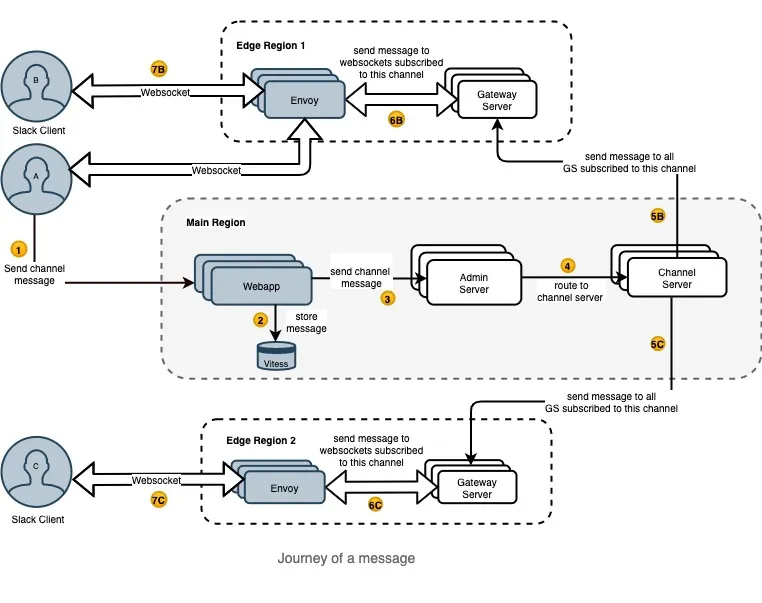 Edge Region 1
send message to
websockets subscribed
to this channel
7B
B
Websocket
Envoy
Gateway
Server
6B
Slack Client
A
Websocket
send message to all
GS subscribed to this channel
5B
Main Region
1
Send channel
message
Webapp
send channel
message
3
Admin
Server
4
route to
channel server
Channel
Server
2
store
message
Vitess
5C
send message to all
GS subscribed to this channel
Edge Region 2
send message to
websockets subscribed
to this channel
C
Websocket
7C
Envoy
Gateway
Server
6C
Slack Client
Journey of a message